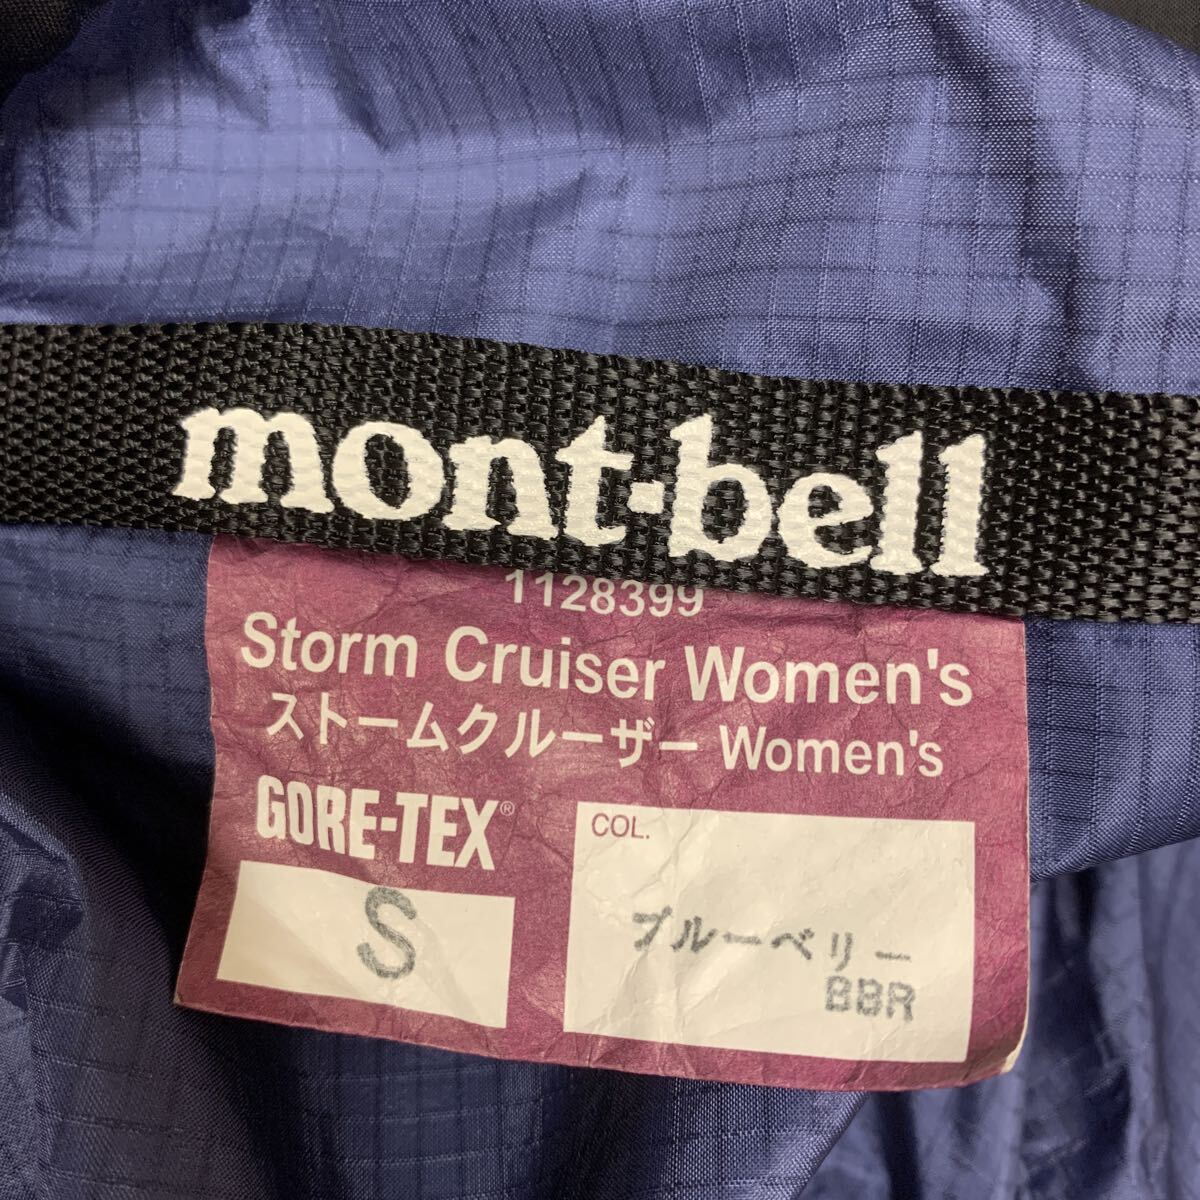 mont-bell
1128399
Storm Cruiser Women's
ストームクルーザー Women's
GORE-TEX®
COL.
S
ブルーベリー
BBR